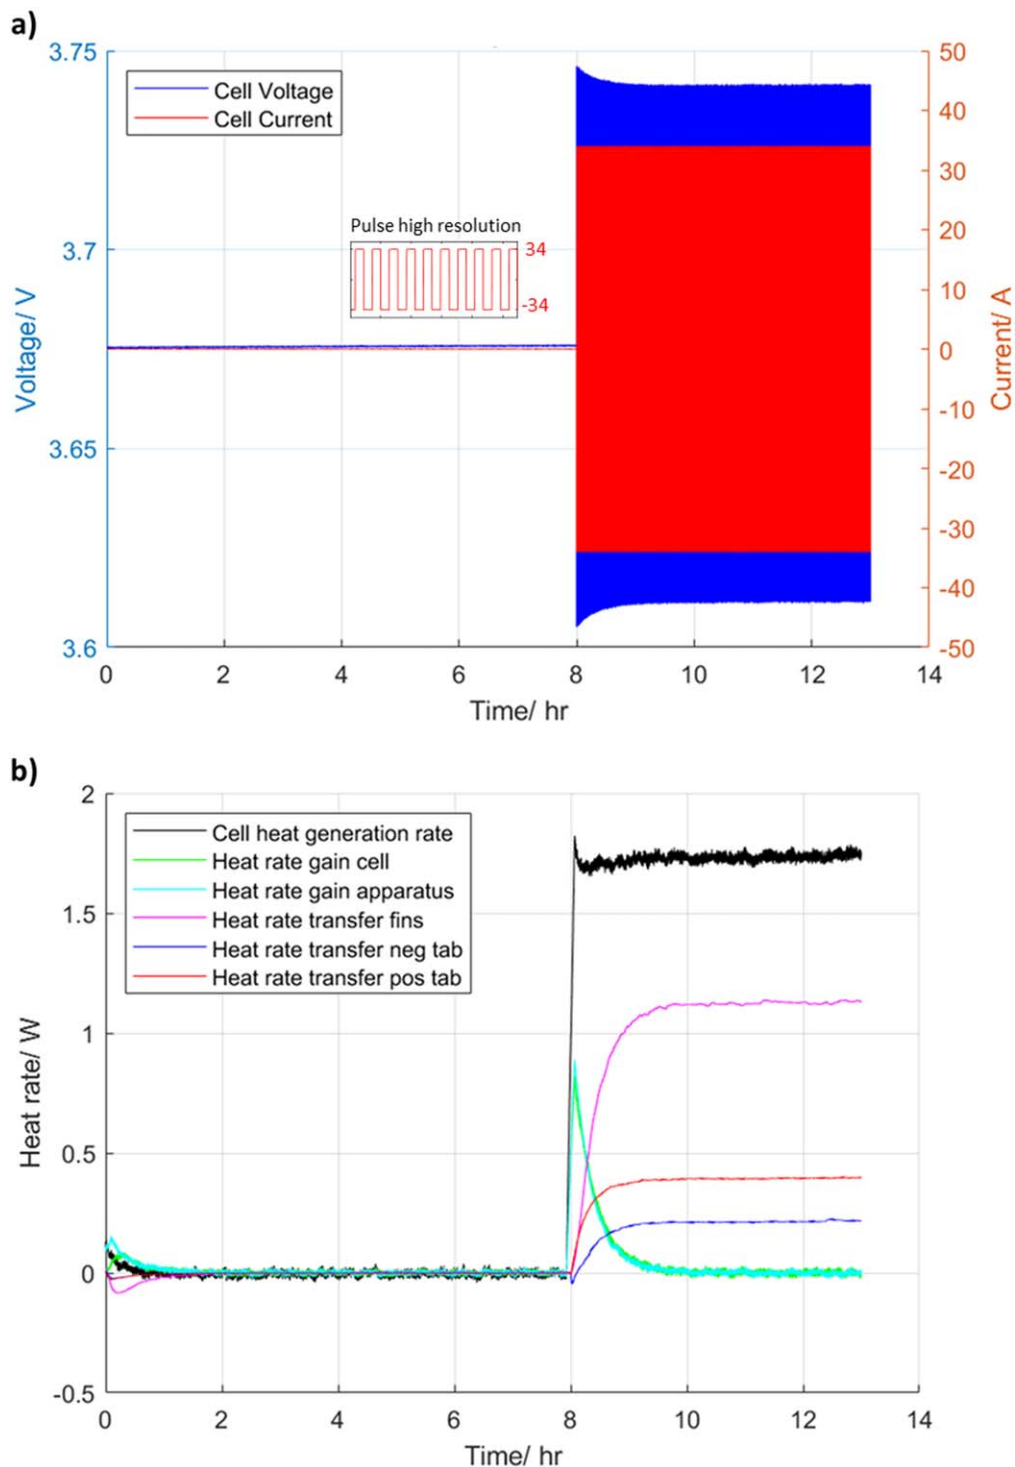 a)
3.75
3.7
3.65
3.6
Voltage/ V
50
40
30
20
10
0
-10
-20
-30
-40
-50
Current/ A
Cell Voltage
Cell Current
Pulse high resolution
34
-34
0 2 4 6 8 10 12 14
Time/ hr
b)
2
1.5
1
0.5
0
-0.5
Heat rate/ W
Cell heat generation rate
Heat rate gain cell
Heat rate gain apparatus
Heat rate transfer fins
Heat rate transfer neg tab
Heat rate transfer pos tab
0 2 4 6 8 10 12 14
Time/ hr